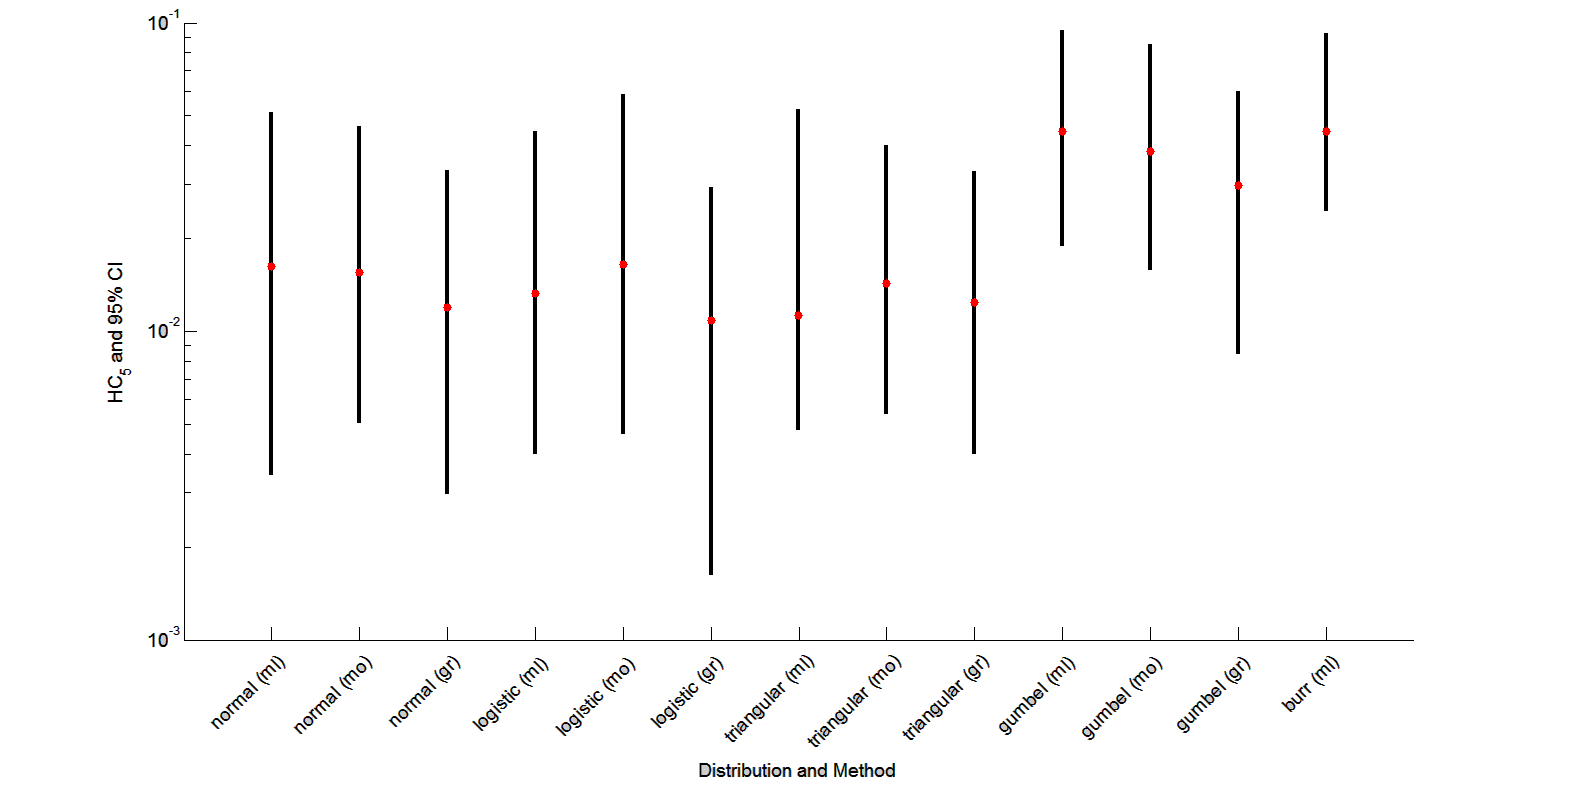 10-1
10-2
10-3
HC5 and 95% CI
normal (ml)
normal (mo)
normal (gr)
logistic (ml)
logistic (mo)
logistic (gr)
triangular (ml)
triangular (mo)
triangular (gr)
gumbel (ml)
gumbel (mo)
gumbel (gr)
burr (ml)
Distribution and Method